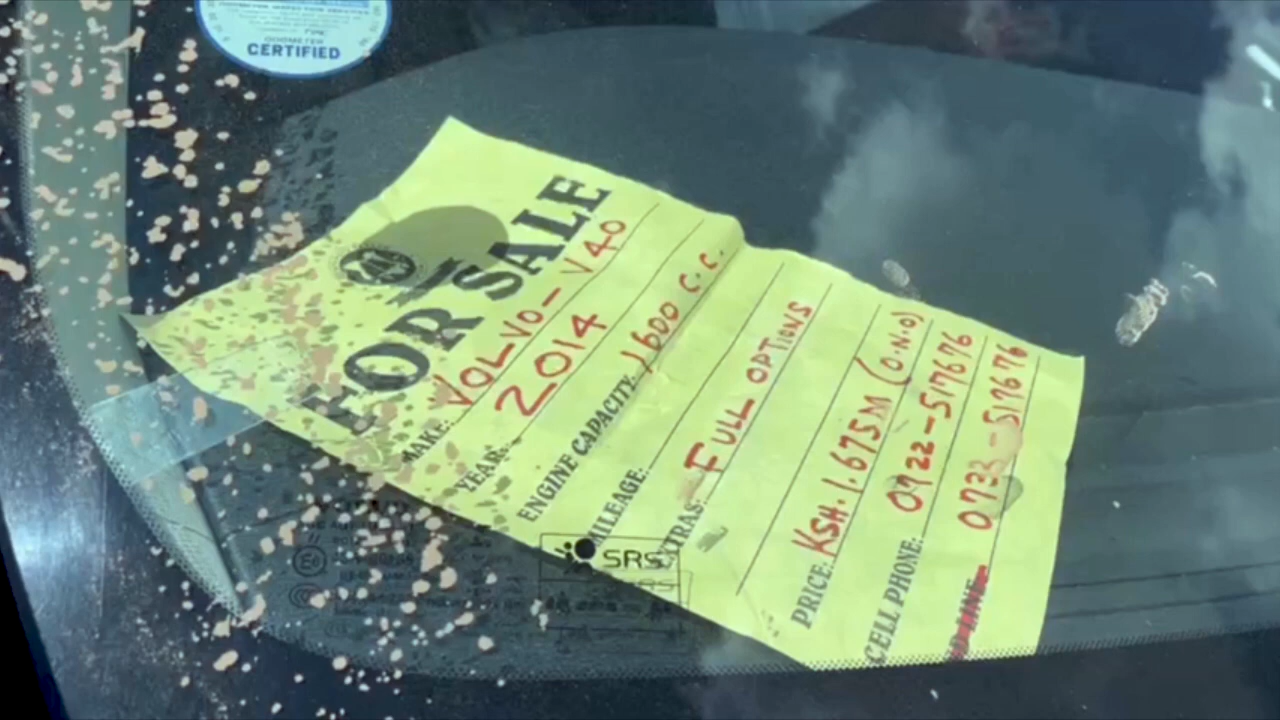 CERTIFIED
FOR SALE
MAKE: VOLVO-V40
YEAR: 2014
ENGINE CAPACITY: 1600 C.C.
MILEAGE:
EXTRAS: FULL OPTIONS
PRICE: KSH.1.675M (O.N.O)
CELL PHONE: 0722-517676
0733-517676
SRS